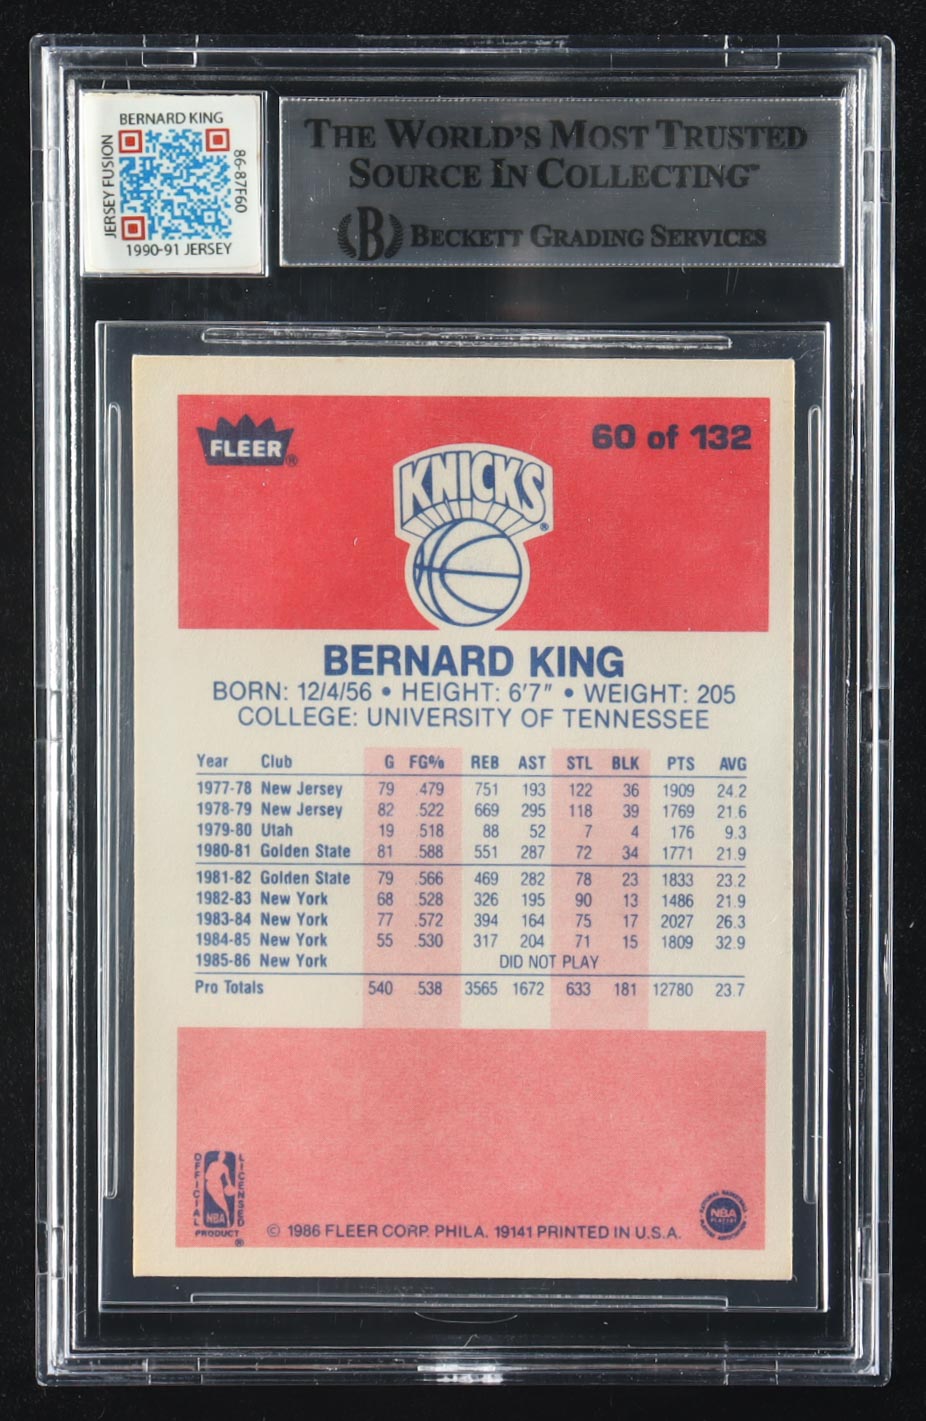 BERNARD KING
JERSEY FUSION
86-87F60
1990-91 JERSEY
THE WORLD'S MOST TRUSTED
SOURCE IN COLLECTING™
B BECKETT GRADING SERVICES
FLEER®
60 of 132
KNICKS®
BERNARD KING
BORN: 12/4/56 • HEIGHT: 6'7" • WEIGHT: 205
COLLEGE: UNIVERSITY OF TENNESSEE
Year Club G FG% REB AST STL BLK PTS AVG
1977-78 New Jersey 79 .479 751 193 122 36 1909 24.2
1978-79 New Jersey 82 .522 669 295 118 39 1769 21.6
1979-80 Utah 19 .518 88 52 7 4 176 9.3
1980-81 Golden State 81 .588 551 287 72 34 1771 21.9
1981-82 Golden State 79 .566 469 282 78 23 1833 23.2
1982-83 New York 68 .528 326 195 90 13 1486 21.9
1983-84 New York 77 .572 394 164 75 17 2027 26.3
1984-85 New York 55 .530 317 204 71 15 1809 32.9
1985-86 New York DID NOT PLAY
Pro Totals 540 .538 3565 1672 633 181 12780 23.7
OFFICIAL LICENSED
NBA
PRODUCT®
© 1986 FLEER CORP. PHILA. 19141 PRINTED IN U.S.A.
NBA
PLAYERS